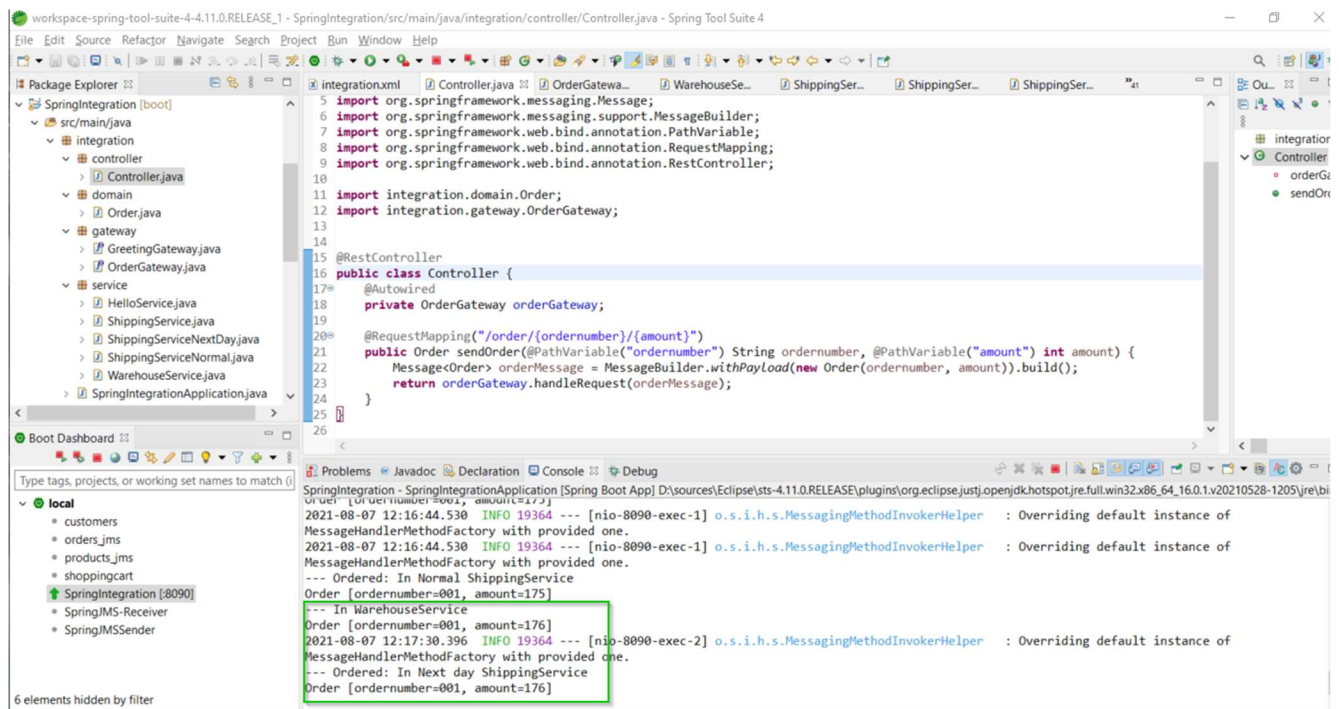 workspace-spring-tool-suite-4-4.11.0.RELEASE_1 - SpringIntegration/src/main/java/integration/controller/Controller.java - Spring Tool Suite 4
File Edit Source Refactor Navigate Search Project Run Window Help
Package Explorer
SpringIntegration [boot]
src/main/java
integration
controller
Controller.java
domain
Order.java
gateway
GreetingGateway.java
OrderGateway.java
service
HelloService.java
ShippingService.java
ShippingServiceNextDay.java
ShippingServiceNormal.java
WarehouseService.java
SpringIntegrationApplication.java
Boot Dashboard
Type tags, projects, or working set names to match (i
local
customers
orders_jms
products_jms
shoppingcart
SpringIntegration [:8090]
SpringJMS-Receiver
SpringJMSSender
6 elements hidden by filter
integration.xml Controller.java OrderGatewa... WarehouseSe... ShippingSer... ShippingSer... ShippingSer... »41
5 import org.springframework.messaging.Message;
6 import org.springframework.messaging.support.MessageBuilder;
7 import org.springframework.web.bind.annotation.PathVariable;
8 import org.springframework.web.bind.annotation.RequestMapping;
9 import org.springframework.web.bind.annotation.RestController;
10
11 import integration.domain.Order;
12 import integration.gateway.OrderGateway;
13
14
15 @RestController
16 public class Controller {
17 @Autowired
18 private OrderGateway orderGateway;
19
20 @RequestMapping("/order/{ordernumber}/{amount}")
21 public Order sendOrder(@PathVariable("ordernumber") String ordernumber, @PathVariable("amount") int amount) {
22 Message<Order> orderMessage = MessageBuilder.withPayload(new Order(ordernumber, amount)).build();
23 return orderGateway.handleRequest(orderMessage);
24 }
25 }
26
Ou...
integration
Controller
orderGa
sendOrd
Problems Javadoc Declaration Console Debug
SpringIntegration - SpringIntegrationApplication [Spring Boot App] D:\sources\Eclipse\sts-4.11.0.RELEASE\plugins\org.eclipse.justj.openjdk.hotspot.jre.full.win32.x86_64_16.0.1.v20210528-1205\jre\bi
Order [ordernumber=001, amount=175]
2021-08-07 12:16:44.530 INFO 19364 --- [nio-8090-exec-1] o.s.i.h.s.MessagingMethodInvokerHelper : Overriding default instance of
MessageHandlerMethodFactory with provided one.
2021-08-07 12:16:44.530 INFO 19364 --- [nio-8090-exec-1] o.s.i.h.s.MessagingMethodInvokerHelper : Overriding default instance of
MessageHandlerMethodFactory with provided one.
--- Ordered: In Normal ShippingService
Order [ordernumber=001, amount=175]
--- In WarehouseService
Order [ordernumber=001, amount=176]
2021-08-07 12:17:30.396 INFO 19364 --- [nio-8090-exec-2] o.s.i.h.s.MessagingMethodInvokerHelper : Overriding default instance of
MessageHandlerMethodFactory with provided one.
--- Ordered: In Next day ShippingService
Order [ordernumber=001, amount=176]